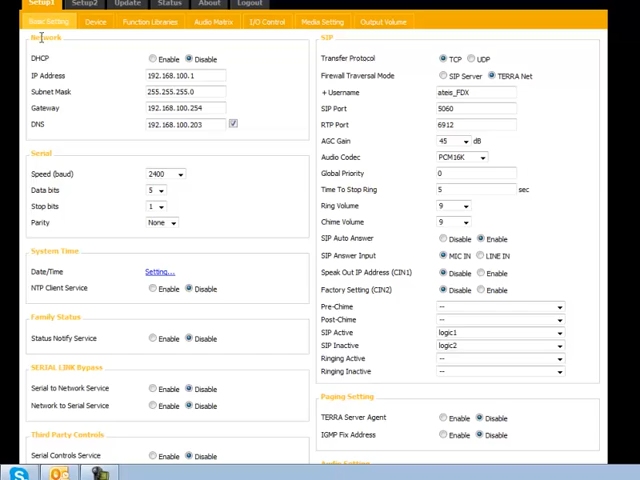 Setup1 Setup2 Update Status About Logout
Basic Setting Device Function Libraries Audio Matrix I/O Control Media Setting Output Volume
Network
DHCP Enable Disable
IP Address 192.168.100.1
Subnet Mask 255.255.255.0
Gateway 192.168.100.254
DNS 192.168.100.203
Serial
Speed (baud) 2400
Data bits 5
Stop bits 1
Parity None
System Time
Date/Time Setting...
NTP Client Service Enable Disable
Family Status
Status Notify Service Enable Disable
SERIAL LINK Bypass
Serial to Network Service Enable Disable
Network to Serial Service Enable Disable
Third Party Controls
Serial Controls Service Enable Disable
SIP
Transfer Protocol TCP UDP
Firewall Traversal Mode SIP Server TERRA Net
+ Username ateis_FDX
SIP Port 5060
RTP Port 6912
AGC Gain 45 dB
Audio Codec PCM16K
Global Priority 0
Time To Stop Ring 5 sec
Ring Volume 9
Chime Volume 9
SIP Auto Answer Disable Enable
SIP Answer Input MIC IN LINE IN
Speak Out IP Address (CIN1) Disable Enable
Factory Setting (CIN2) Disable Enable
Pre-Chime --
Post-Chime --
SIP Active logic1
SIP Inactive logic2
Ringing Active --
Ringing Inactive --
Paging Setting
TERRA Server Agent Enable Disable
IGMP Fix Address Enable Disable